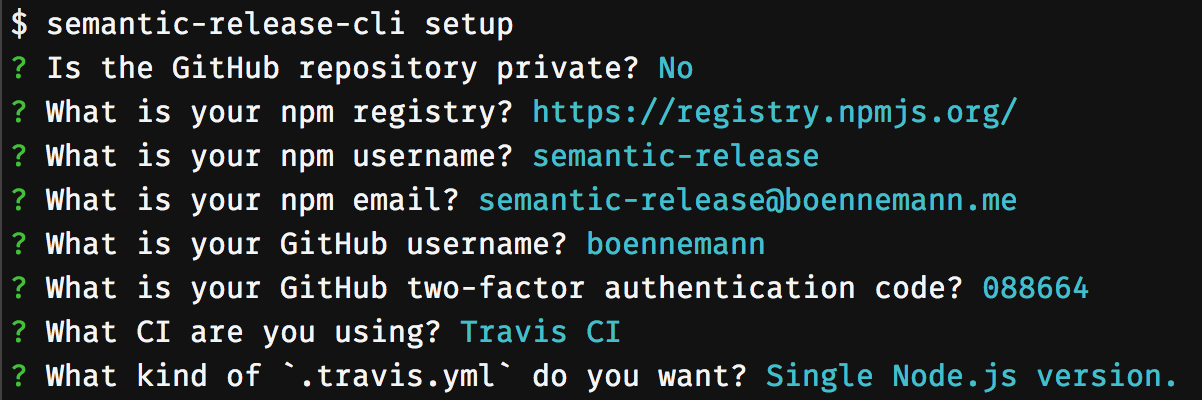 $ semantic-release-cli setup
? Is the GitHub repository private? No
? What is your npm registry? https://registry.npmjs.org/
? What is your npm username? semantic-release
? What is your npm email? semantic-release@boennemann.me
? What is your GitHub username? boennemann
? What is your GitHub two-factor authentication code? 088664
? What CI are you using? Travis CI
? What kind of `.travis.yml` do you want? Single Node.js version.